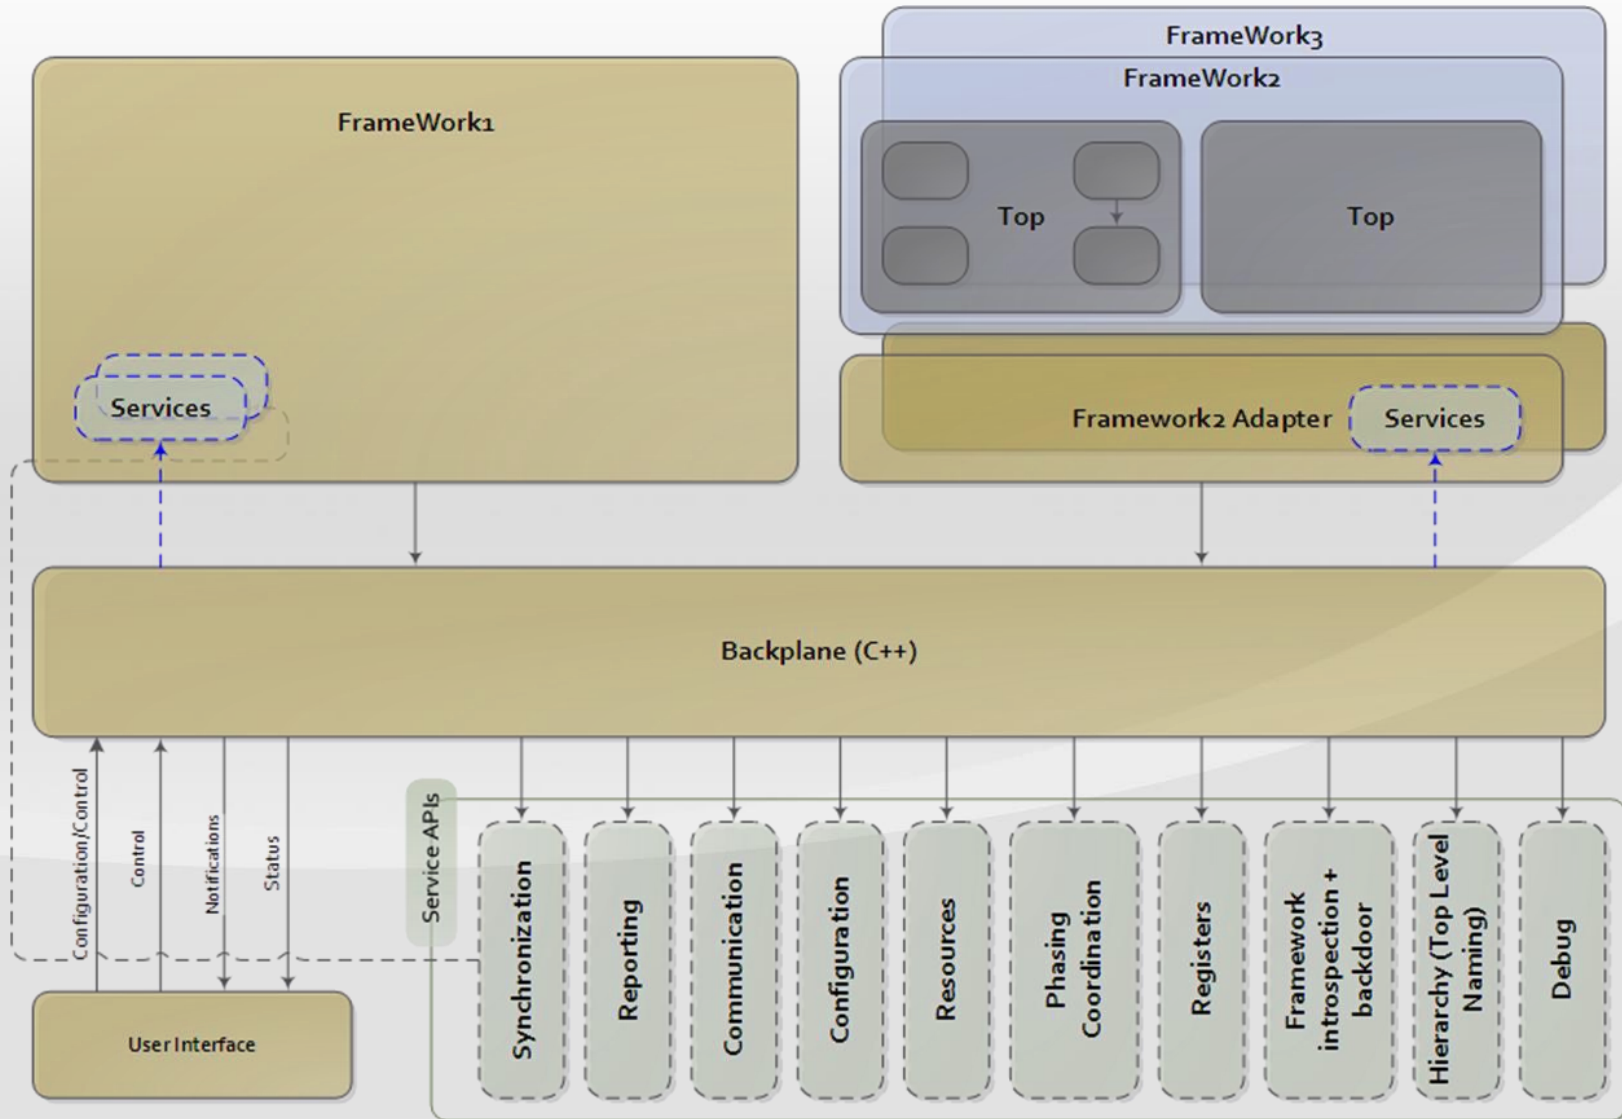 FrameWork3
FrameWork2
FrameWork1
Top
Top
Services
Framework2 Adapter
Services
Backplane (C++)
Configuration/Control
Control
Notifications
Status
Service APIs
Synchronization
Reporting
Communication
Configuration
Resources
Phasing
Coordination
Registers
Framework
introspection +
backdoor
Hierarchy (Top Level
Naming)
Debug
User Interface